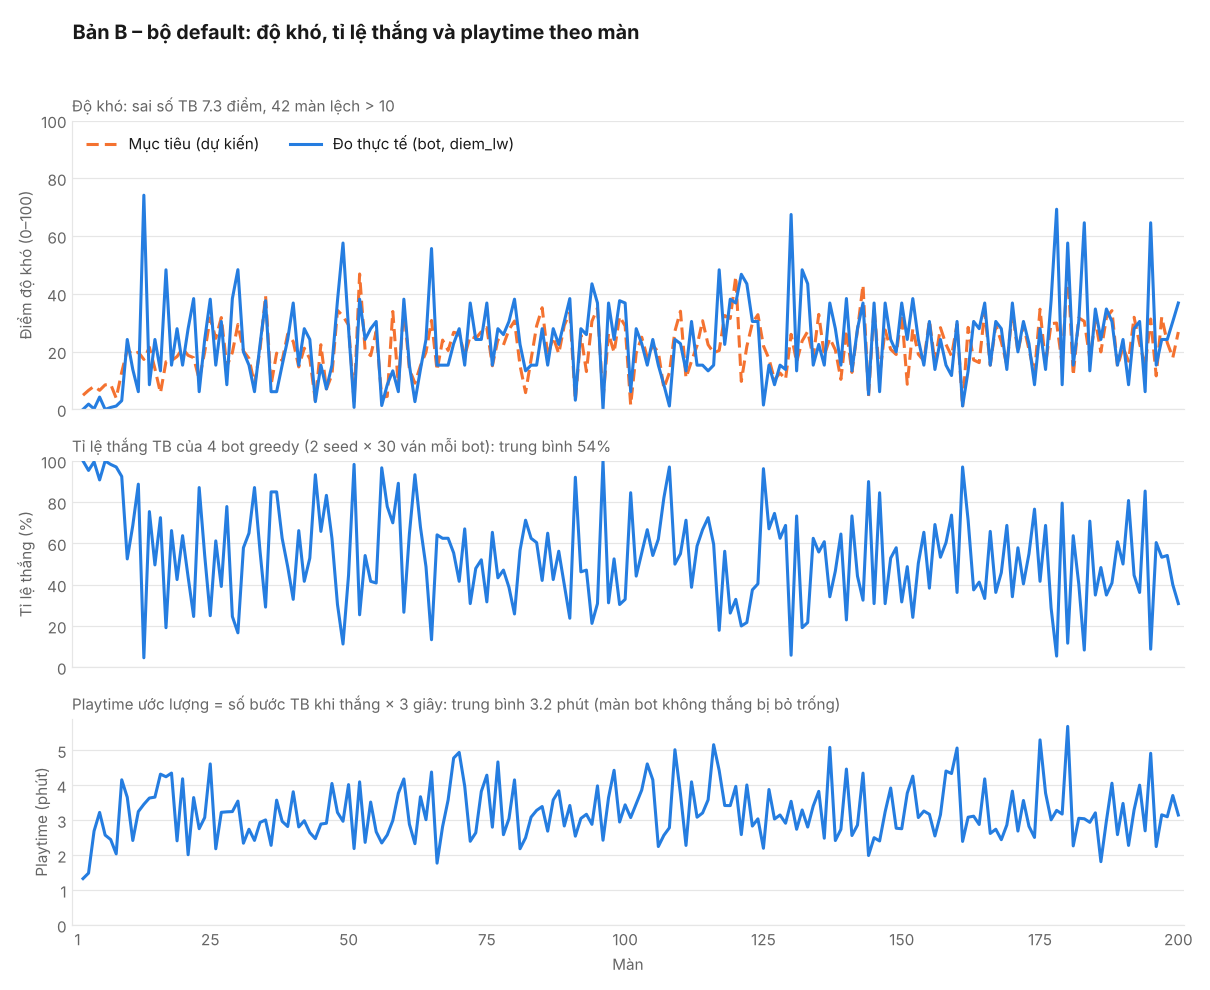 Bản B – bộ default: độ khó, tỉ lệ thắng và playtime theo màn
Độ khó: sai số TB 7.3 điểm, 42 màn lệch > 10
Mục tiêu (dự kiến)
Đo thực tế (bot, diem_lw)
Điểm độ khó (0–100)
100
80
60
40
20
0
Tỉ lệ thắng TB của 4 bot greedy (2 seed × 30 ván mỗi bot): trung bình 54%
Tỉ lệ thắng (%)
100
80
60
40
20
0
Playtime ước lượng = số bước TB khi thắng × 3 giây: trung bình 3.2 phút (màn bot không thắng bị bỏ trống)
Playtime (phút)
5
4
3
2
1
0
1 25 50 75 100 125 150 175 200
Màn